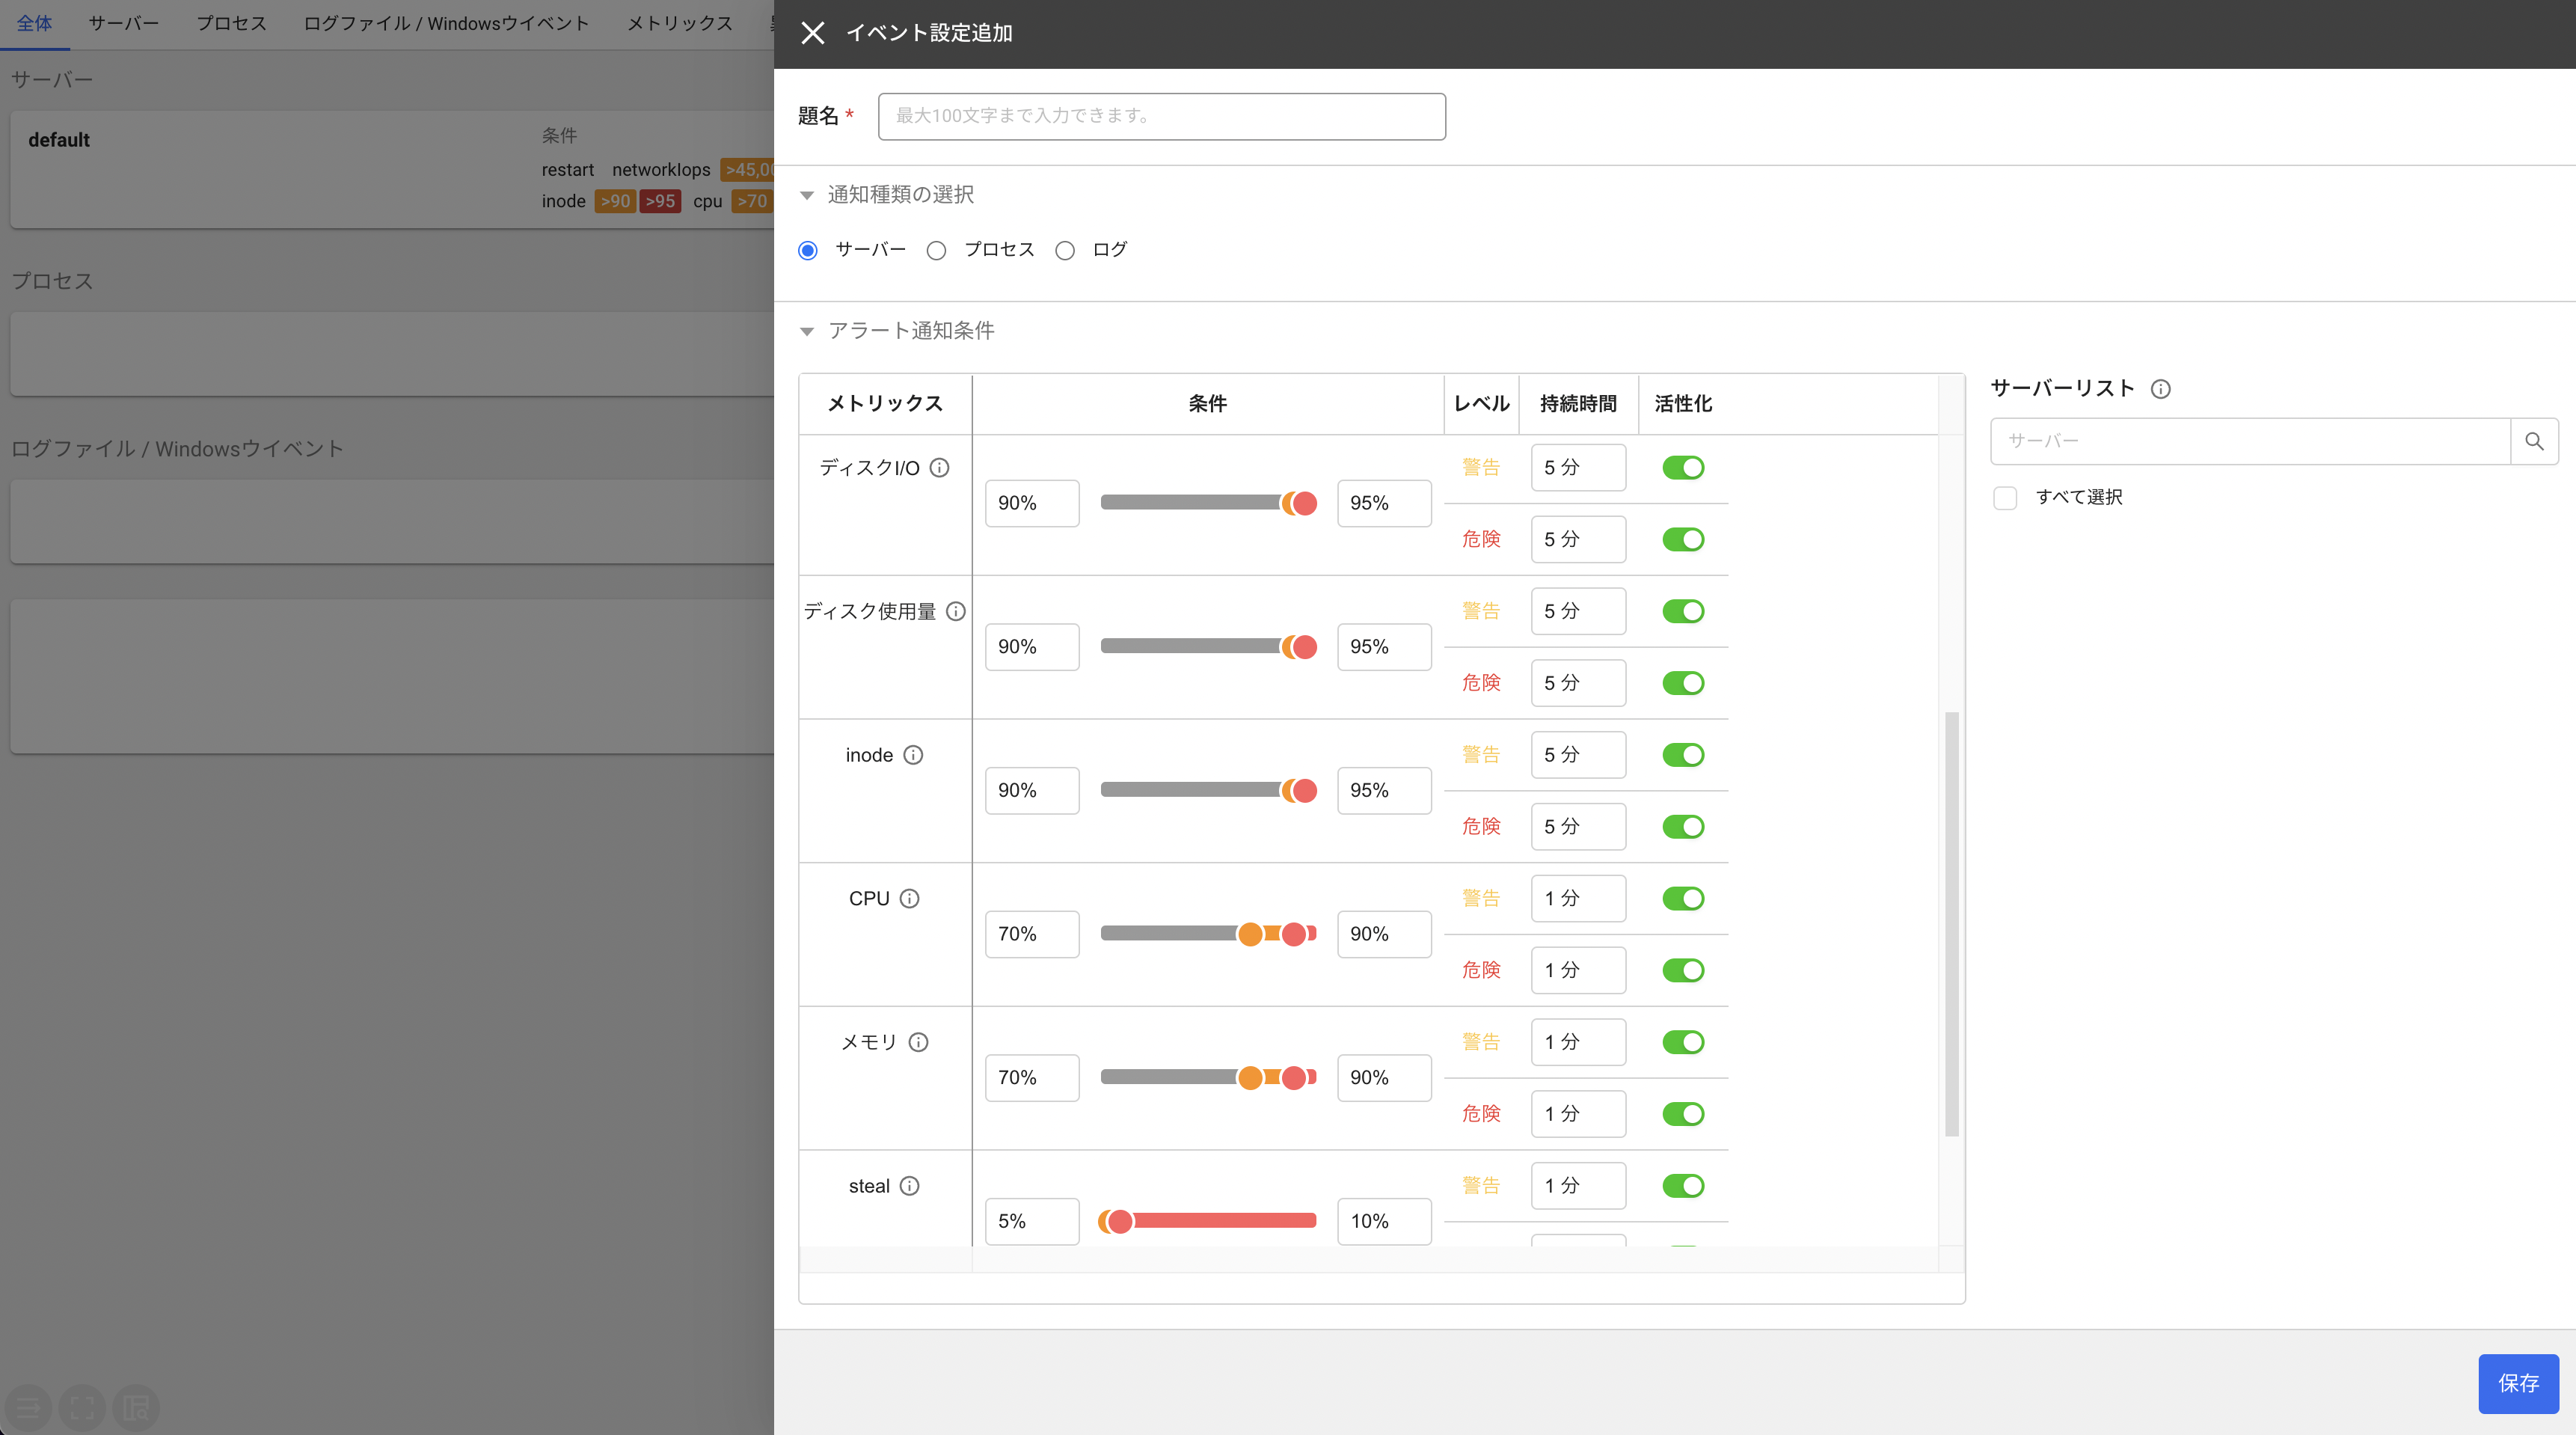 全体 サーバー プロセス ログファイル / Windowsウイベント メトリックス
サーバー
default
条件
restart networkIops >45,00
inode >90 >95 cpu >70
プロセス
ログファイル / Windowsウイベント
イベント設定追加
題名 * 最大100文字まで入力できます。
通知種類の選択
サーバー プロセス ログ
アラート通知条件
メトリックス 条件 レベル 持続時間 活性化
ディスクI/O 90% 95% 警告 5 分
危険 5 分
ディスク使用量 90% 95% 警告 5 分
危険 5 分
inode 90% 95% 警告 5 分
危険 5 分
CPU 70% 90% 警告 1 分
危険 1 分
メモリ 70% 90% 警告 1 分
危険 1 分
steal 5% 10% 警告 1 分
サーバーリスト
サーバー
すべて選択
保存